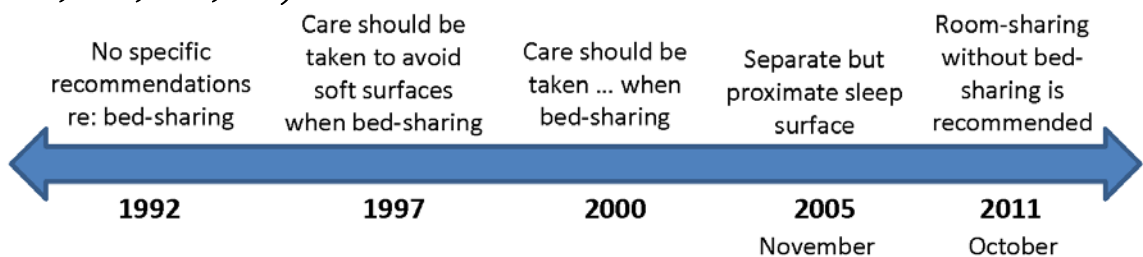 No specific
recommendations
re: bed-sharing
Care should be
taken to avoid
soft surfaces
when bed-sharing
Care should be
taken ... when
bed-sharing
Separate but
proximate sleep
surface
Room-sharing
without bed-
sharing is
recommended
1992
1997
2000
2005
November
2011
October